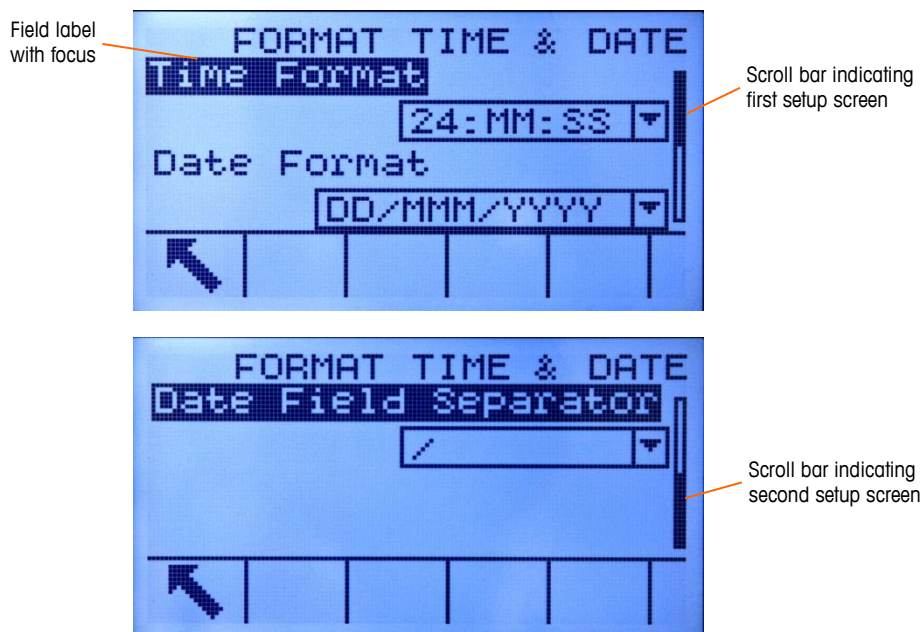 Field label
with focus
FORMAT TIME & DATE
Time Format
24:MM:SS
Date Format
DD/MMM/YYYY
Scroll bar indicating
first setup screen
FORMAT TIME & DATE
Date Field Separator
/
Scroll bar indicating
second setup screen